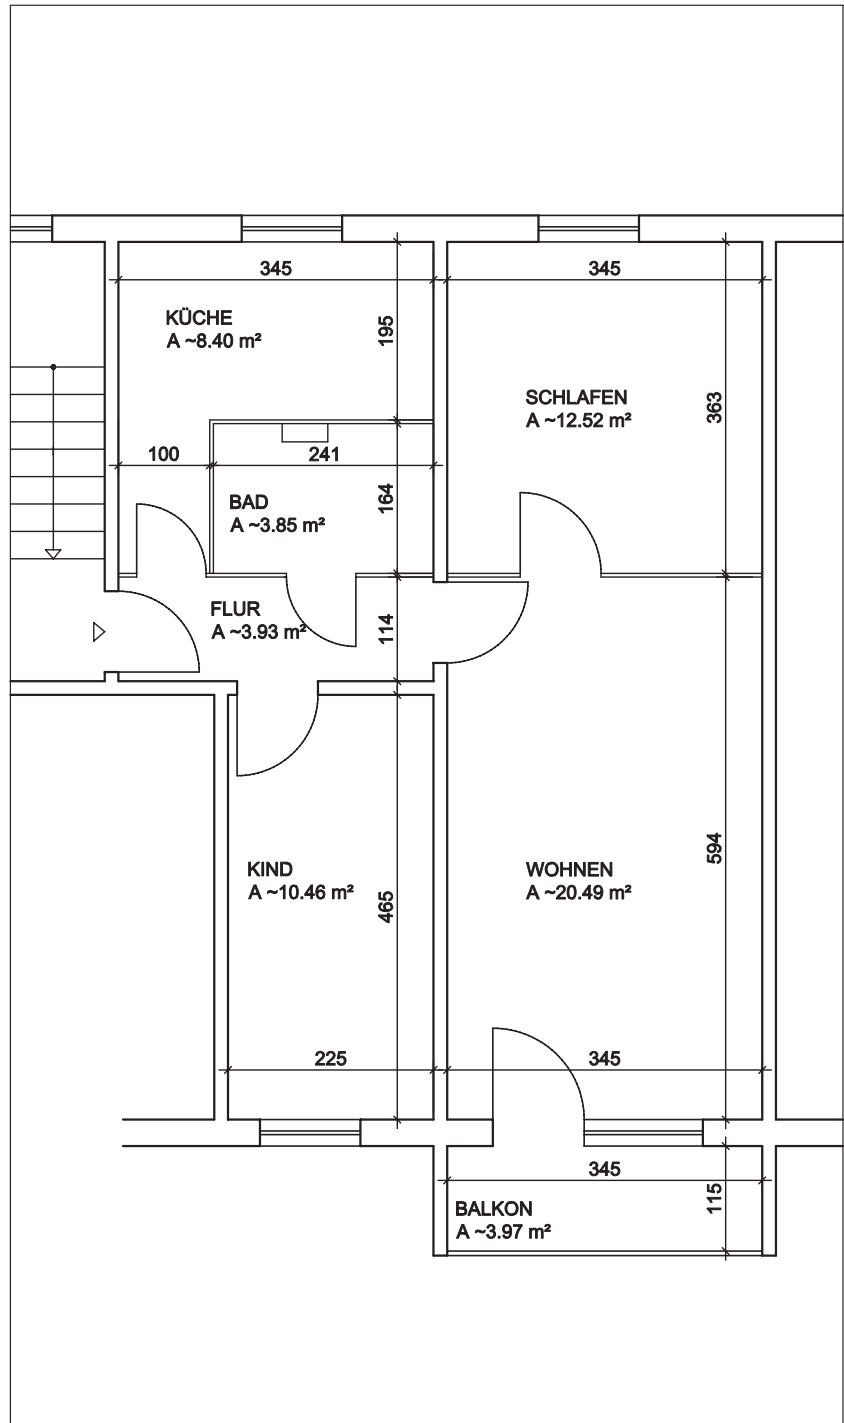 345
345
KÜCHE
A ~8.40 m²
195
SCHLAFEN
A ~12.52 m²
363
100
241
BAD
A ~3.85 m²
164
FLUR
A ~3.93 m²
114
KIND
A ~10.46 m²
465
WOHNEN
A ~20.49 m²
594
225
345
345
115
BALKON
A ~3.97 m²